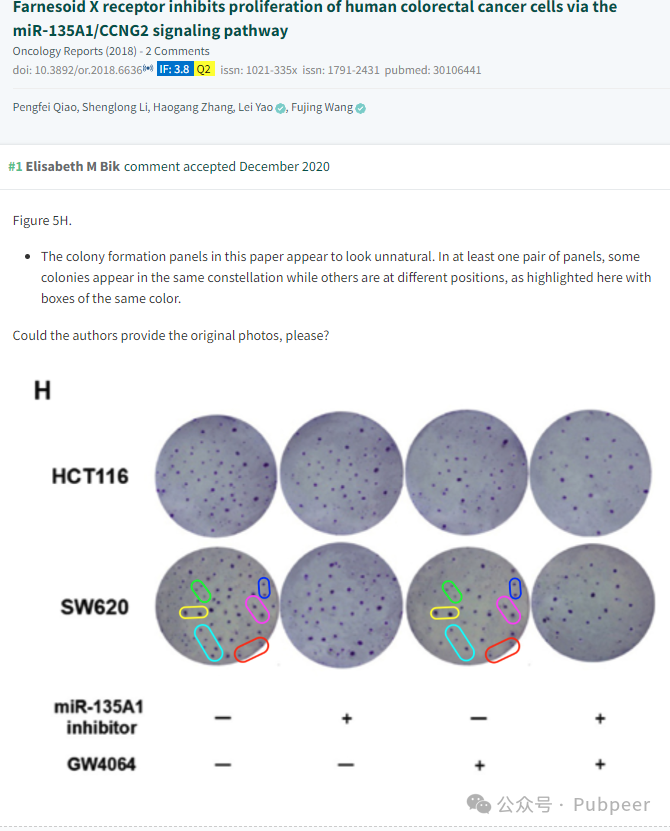 Farnesoid X receptor inhibits proliferation of human colorectal cancer cells via the
miR-135A1/CCNG2 signaling pathway
Oncology Reports (2018) - 2 Comments
doi: 10.3892/or.2018.6636 IF: 3.8 Q2 issn: 1021-335x issn: 1791-2431 pubmed: 30106441
Pengfei Qiao, Shenglong Li, Haogang Zhang, Lei Yao, Fujing Wang
#1 Elisabeth M Bik comment accepted December 2020
Figure 5H.
• The colony formation panels in this paper appear to look unnatural. In at least one pair of panels, some
colonies appear in the same constellation while others are at different positions, as highlighted here with
boxes of the same color.
Could the authors provide the original photos, please?
H
HCT116
SW620
miR-135A1
inhibitor
− + − +
GW4064
− − + +
公众号 · Pubpeer